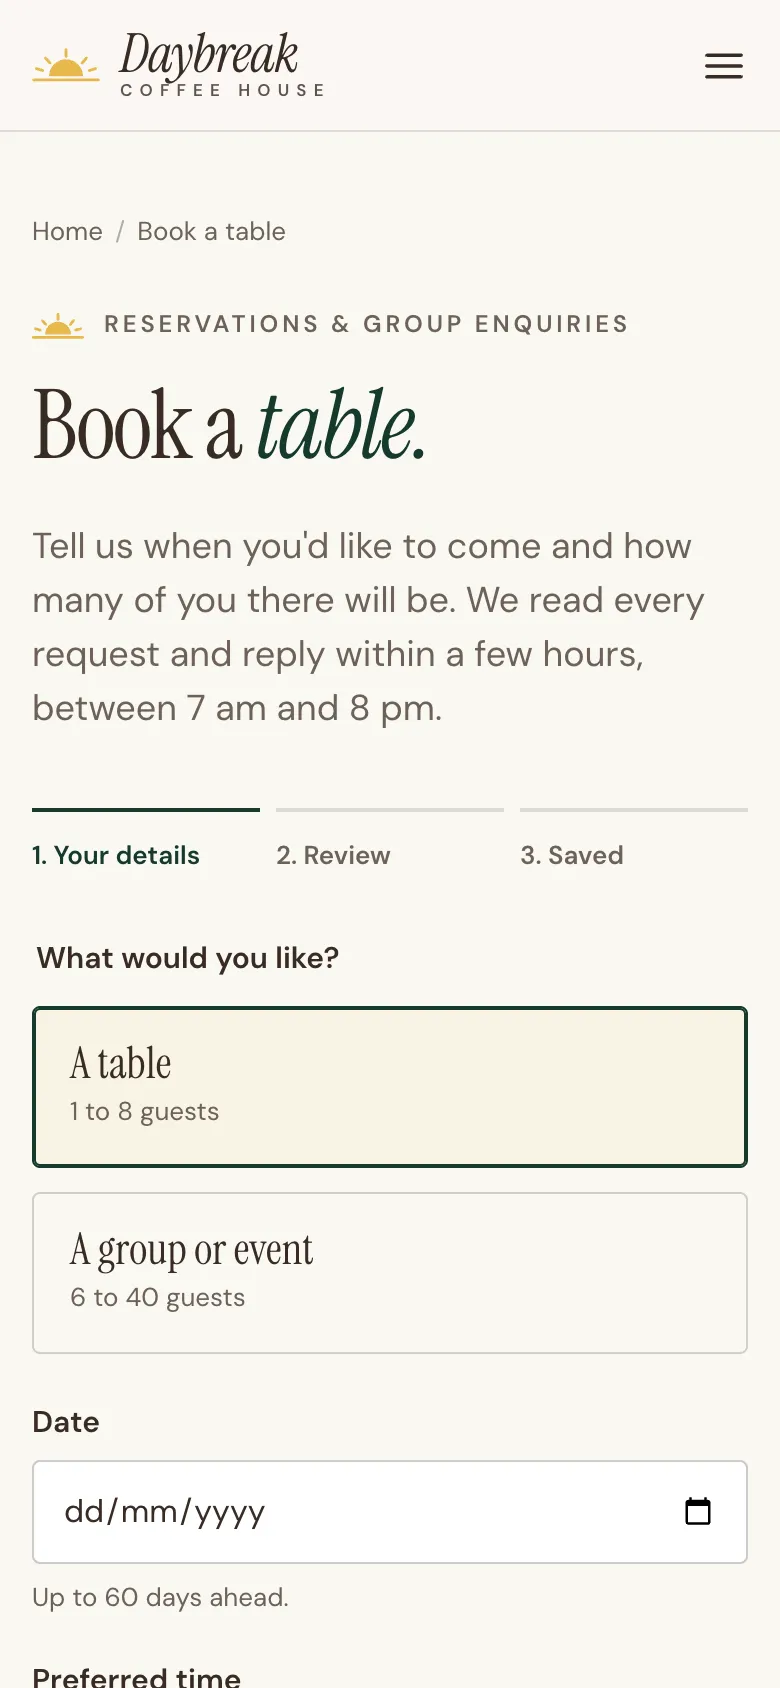 Daybreak
COFFEE HOUSE
Home / Book a table
RESERVATIONS & GROUP ENQUIRIES
Book a table.
Tell us when you'd like to come and how
many of you there will be. We read every
request and reply within a few hours,
between 7 am and 8 pm.
1. Your details
2. Review
3. Saved
What would you like?
A table
1 to 8 guests
A group or event
6 to 40 guests
Date
dd/mm/yyyy
Up to 60 days ahead.
Preferred time